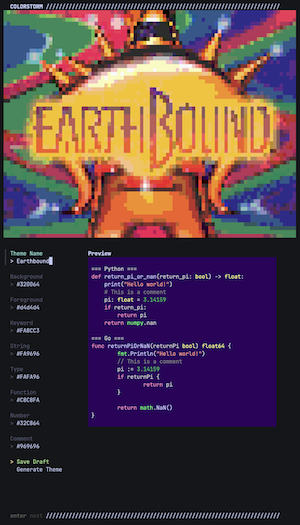 COLORSTORM ////////////////////////////////////////////////////////////////
EARTHBOUND
Theme Name
> Earthbound
Background
> #320064
Foreground
> #646464
Keyword
> #FA8CC3
String
> #FA9696
Type
> #FAFA96
Function
> #C8C8FA
Number
> #32C864
Comment
> #969696
> Save Draft
Generate Theme
Preview
=== Python ===
def return_pi_or_nan(return_pi: bool) -> float:
print("Hello world!")
# This is a comment
pi: float = 3.14159
if return_pi:
return pi
return numpy.nan
=== Go ===
func returnPiOrNaN(returnPi bool) float64 {
fmt.Println("Hello world!")
// This is a comment
pi := 3.14159
if returnPi {
return pi
}
return math.NaN()
}
enter next ////////////////////////////////////////////////////////////////